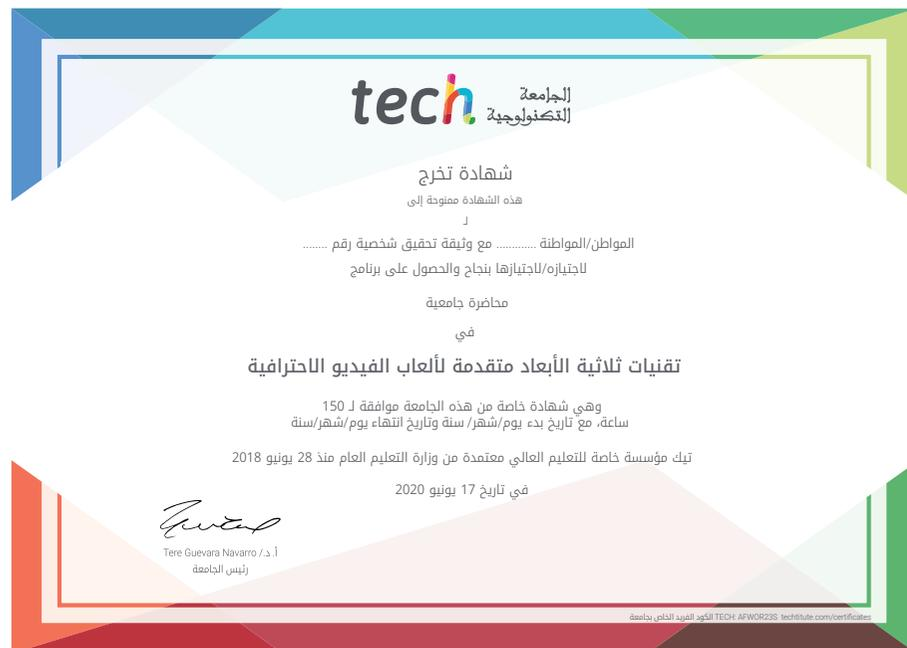 tech
الجامعة
التكنولوجية
شهادة تخرج
هذه الشهادة ممنوحة إلى
لـ
المواطن/المواطنة ............ مع وثيقة تحقيق شخصية رقم ........
لاجتيازه/لاجتيازها بنجاح والحصول على برنامج
محاضرة جامعية
في
تقنيات ثلاثية الأبعاد متقدمة لألعاب الفيديو الاحترافية
وهي شهادة خاصة من هذه الجامعة موافقة لـ 150
ساعة، مع تاريخ بدء يوم/شهر/ سنة وتاريخ انتهاء يوم/شهر/سنة
تيك مؤسسة خاصة للتعليم العالي معتمدة من وزارة التعليم العام منذ 28 يونيو 2018
في تاريخ 17 يونيو 2020
أ.د./ Tere Guevara Navarro
رئيس الجامعة
الكود الفريد الخاص بجامعة TECH: AFWOR23S techtitute.com/certificates